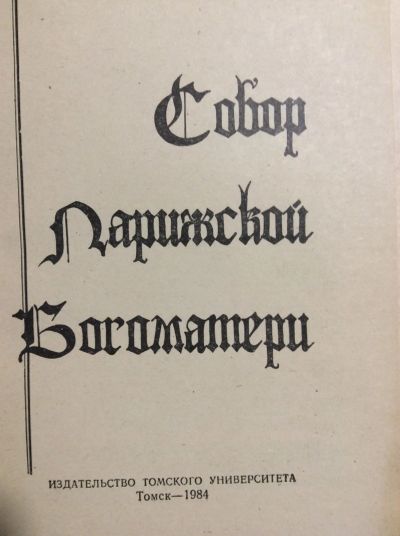 Собор
Парижской
Богоматери
ИЗДАТЕЛЬСТВО ТОМСКОГО УНИВЕРСИТЕТА
Томск—1984